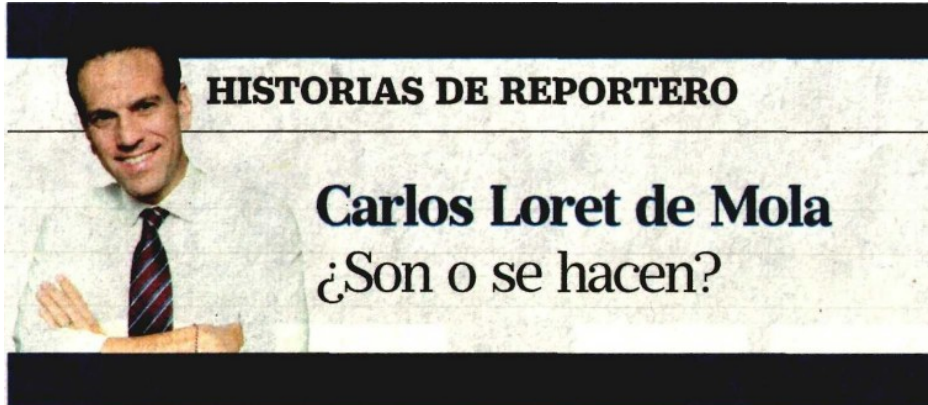 HISTORIAS DE REPORTERO
Carlos Loret de Mola
¿Son o se hacen?